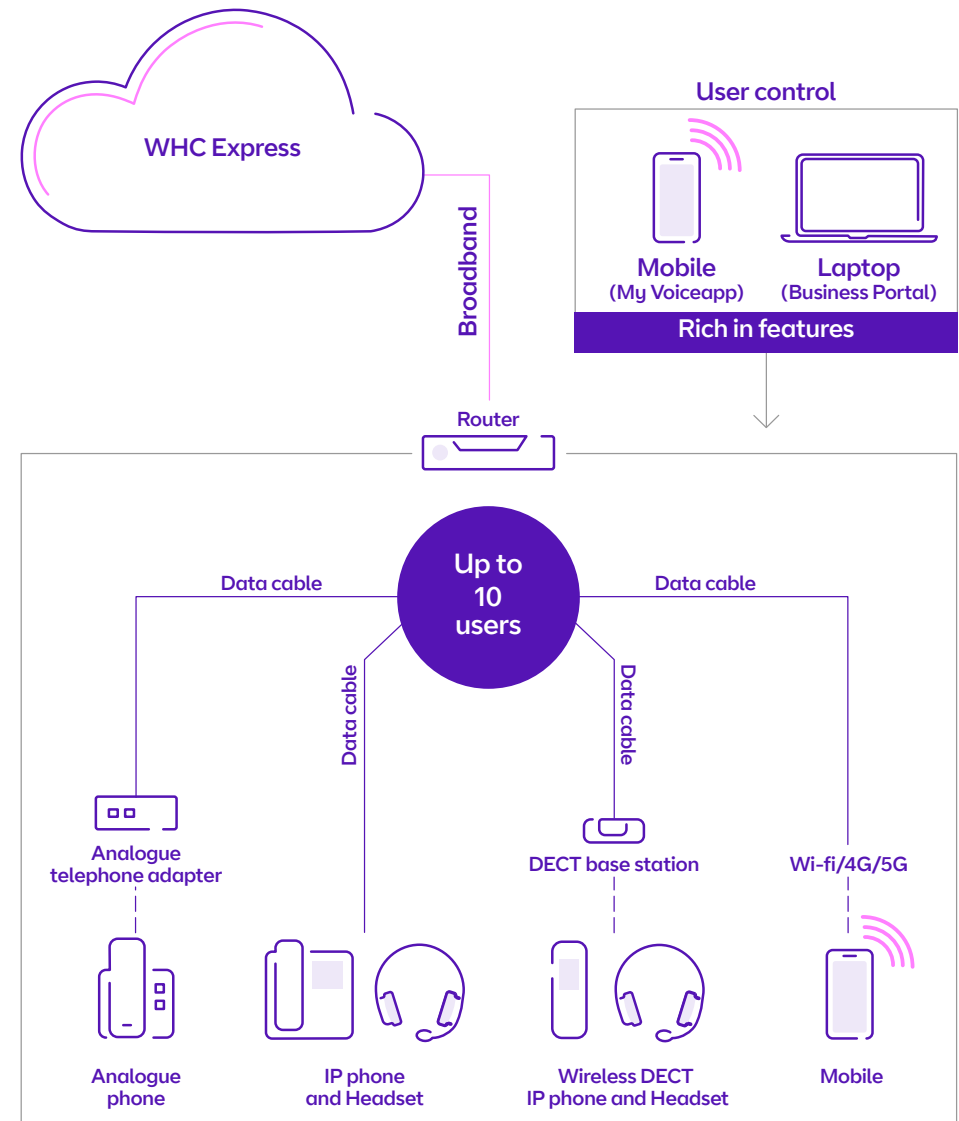 WHC Express
User control
Mobile
(My Voiceapp)
Laptop
(Business Portal)
Rich in features
Broadband
Router
Up to
10
users
Data cable
Data cable
Data cable
Data cable
Analogue
telephone adapter
DECT base station
Wi-fi/4G/5G
Analogue
phone
IP phone
and Headset
Wireless DECT
IP phone and Headset
Mobile